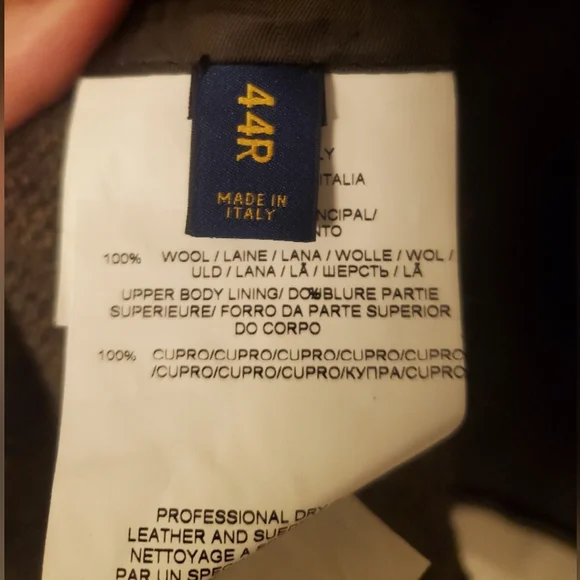 44R
MADE IN
ITALY
LY
ITALIA
NCIPAL/
NTO
100% WOOL / LAINE / LANA / WOLLE / WOL /
ULD / LANA / LÃ / ШЕРСТЬ / LÃ
UPPER BODY LINING/ DOUBLURE PARTIE
SUPERIEURE/ FORRO DA PARTE SUPERIOR
DO CORPO
100% CUPRO/CUPRO/CUPRO/CUPRO/CUPRO
/CUPRO/CUPRO/CUPRO/КУПРА/CUPRO
PROFESSIONAL DRY
LEATHER AND SUE
NETTOYAGE A
PAR UN SPE